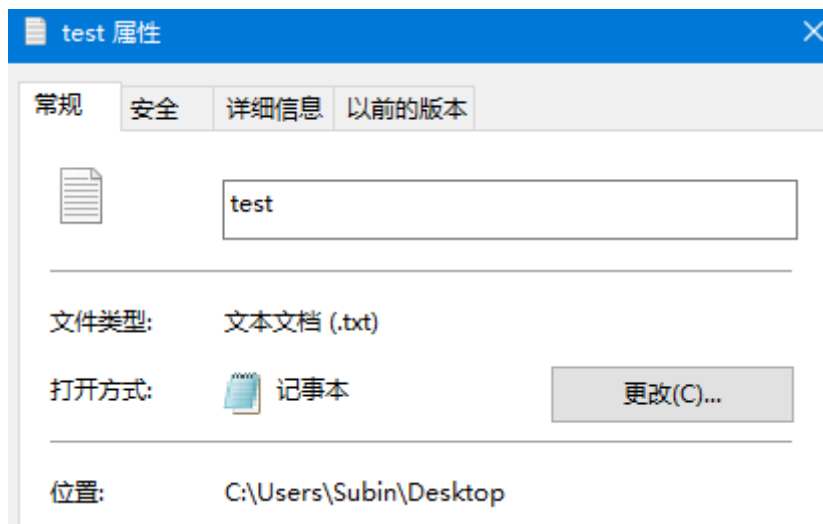 test 属性
常规 安全 详细信息 以前的版本
test
文件类型: 文本文档 (.txt)
打开方式: 记事本 更改(C)...
位置: C:\Users\Subin\Desktop